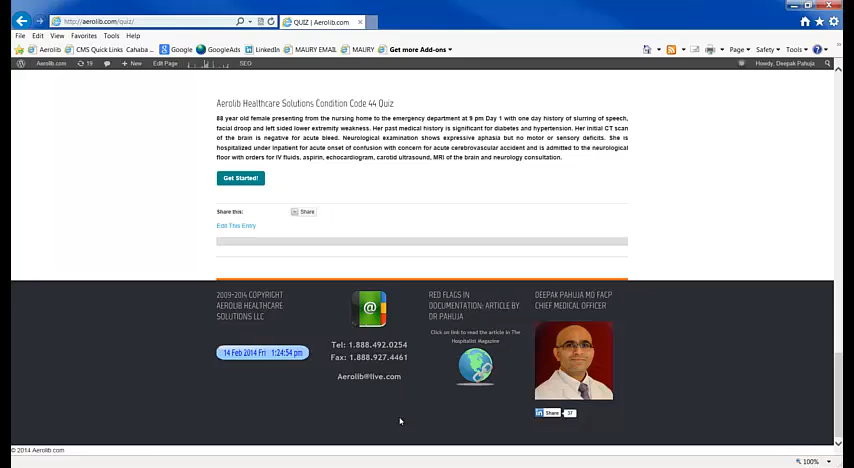 http://aerolib.com/quiz/
QUIZ | Aerolib.com
File Edit View Favorites Tools Help
Aerolib CMS Quick Links Cahaba ... Google GoogleAds LinkedIn MAURY EMAIL MAURY Get more Add-ons
Page Safety Tools
Aerolib.com 19 + New Edit Page SEO Howdy, Deepak Pahuja
Aerolib Healthcare Solutions Condition Code 44 Quiz
88 year old female presenting from the nursing home to the emergency department at 9 pm Day 1 with one day history of slurring of speech,
facial droop and left sided lower extremity weakness. Her past medical history is significant for diabetes and hypertension. Her initial CT scan
of the brain is negative for acute bleed. Neurological examination shows expressive aphasia but no motor or sensory deficits. She is
hospitalized under inpatient for acute onset of confusion with concern for acute cerebrovascular accident and is admitted to the neurological
floor with orders for IV fluids, aspirin, echocardiogram, carotid ultrasound, MRI of the brain and neurology consultation.
Get Started!
Share this: Share
Edit This Entry
2009-2014 COPYRIGHT
AEROLIB HEALTHCARE
SOLUTIONS LLC
14 Feb 2014 Fri 1:24:54 pm
@
Tel: 1.888.492.0254
Fax: 1.888.927.4461
Aerolib@live.com
RED FLAGS IN
DOCUMENTATION: ARTICLE BY
DR PAHUJA
Click on link to read the article in The
Hospitalist Magazine
DEEPAK PAHUJA MD FACP
CHIEF MEDICAL OFFICER
in Share 37
© 2014 Aerolib.com
100%